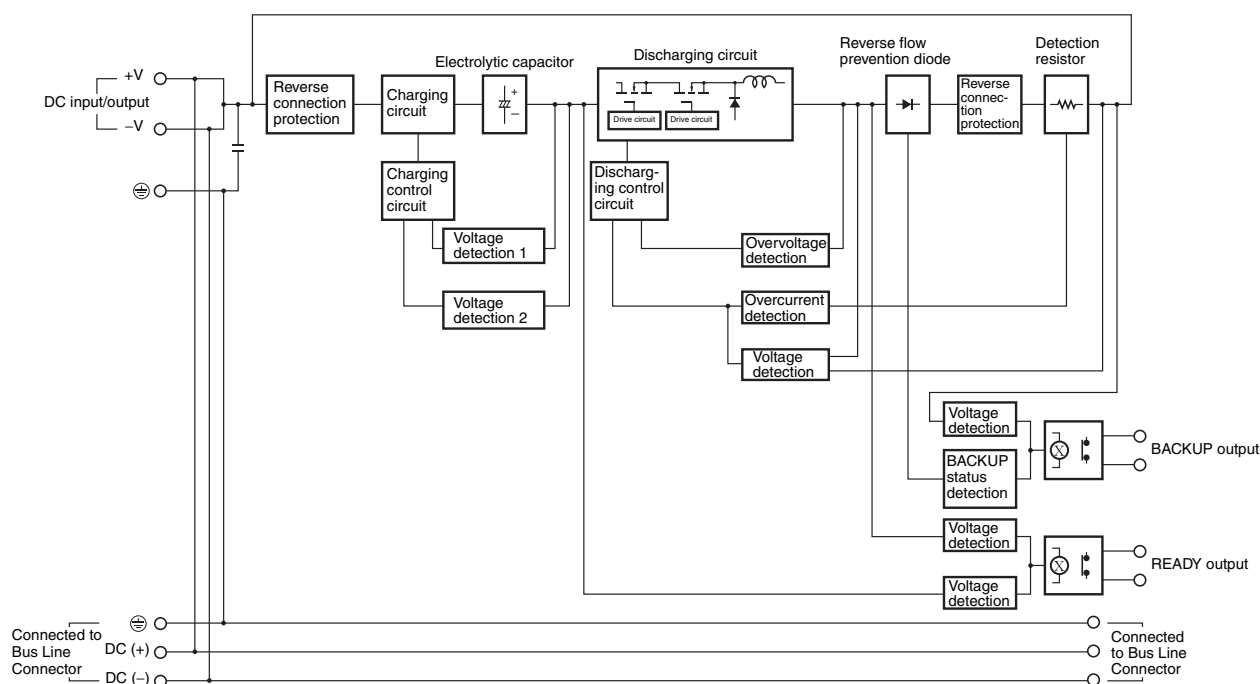 Discharging circuit
Reverse flow
prevention diode
Detection
resistor
Electrolytic capacitor
+V
DC input/output
−V
Reverse
connection
protection
Charging
circuit
+
−
Drive circuit
Drive circuit
Reverse
connec-
tion
protection
Charging
control
circuit
Discharg-
ing control
circuit
Voltage
detection 1
Overvoltage
detection
Voltage
detection 2
Overcurrent
detection
Voltage
detection
Voltage
detection
X
BACKUP output
BACKUP
status
detection
Voltage
detection
X
READY output
Voltage
detection
Connected to
Bus Line
Connector
DC (+)
DC (−)
Connected
to Bus Line
Connector